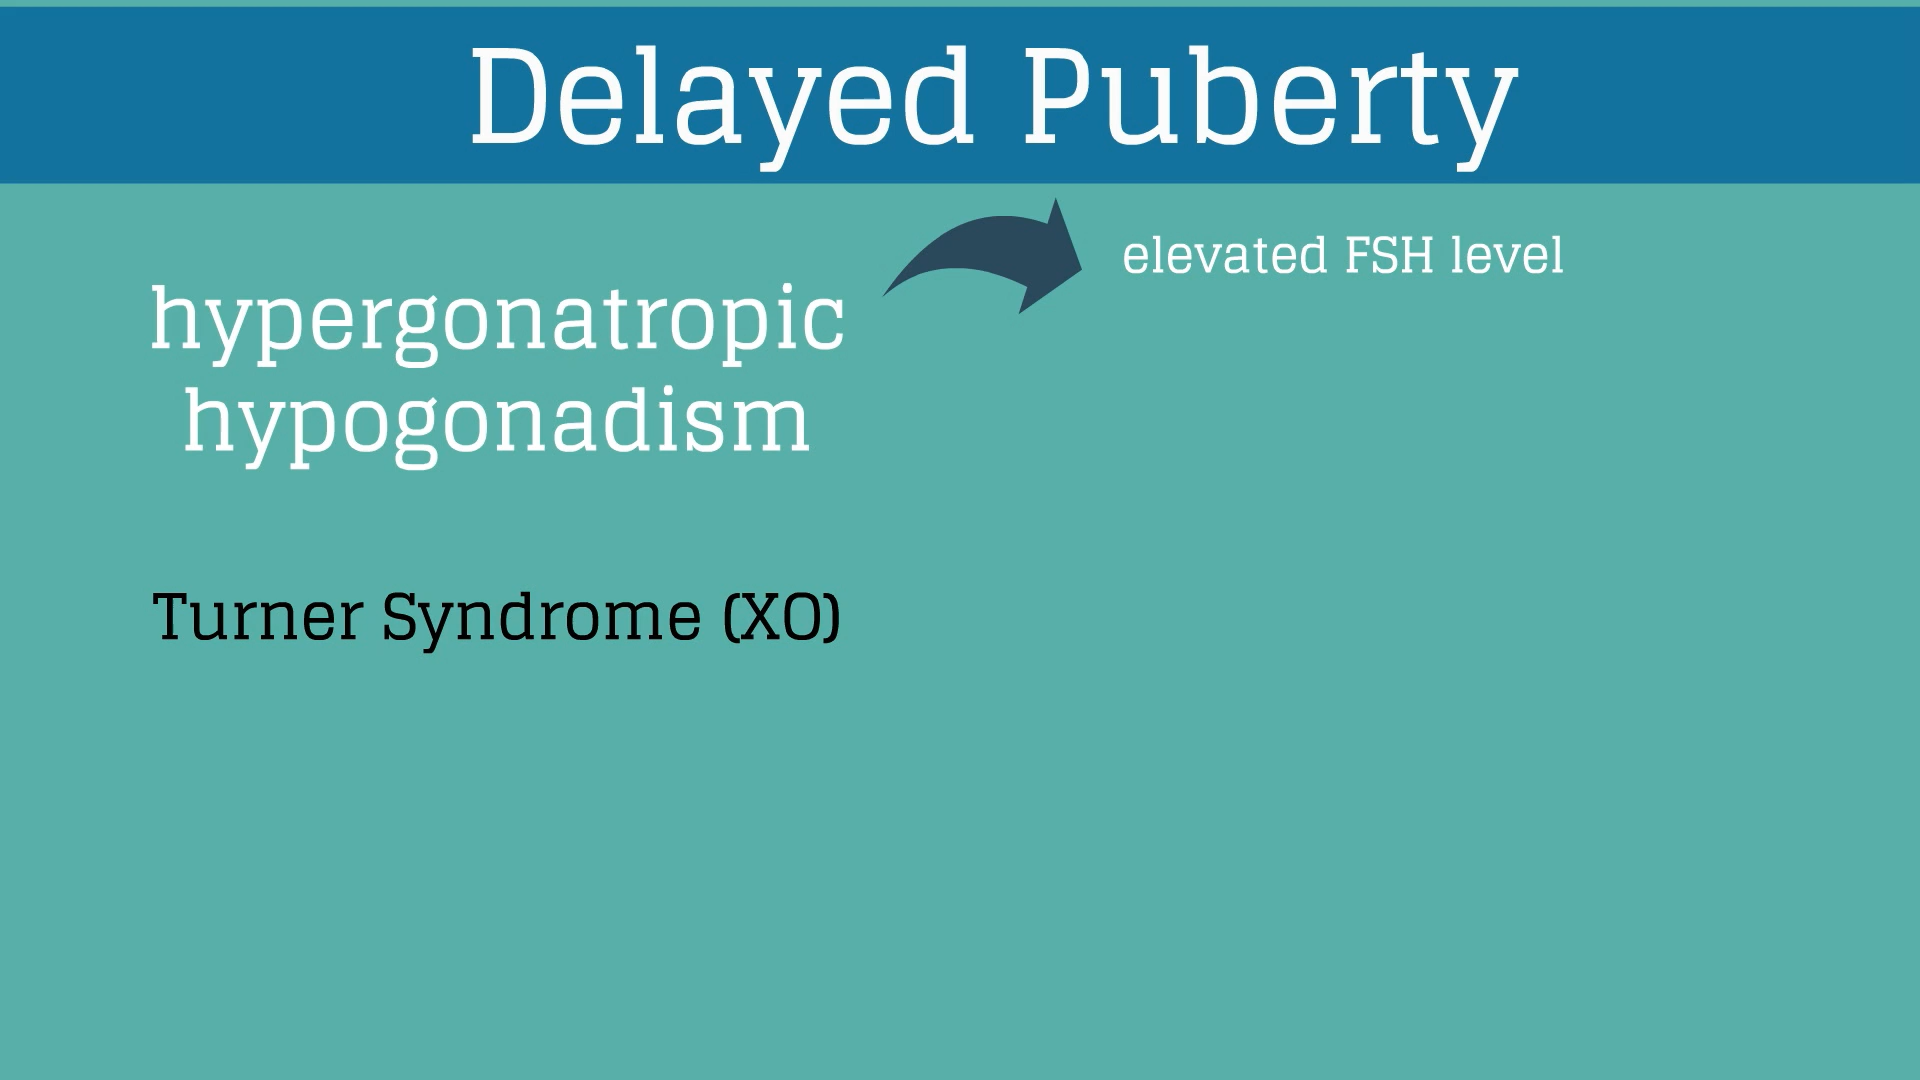 Delayed Puberty
elevated FSH level
hypergonatropic
hypogonadism
Turner Syndrome (XO)